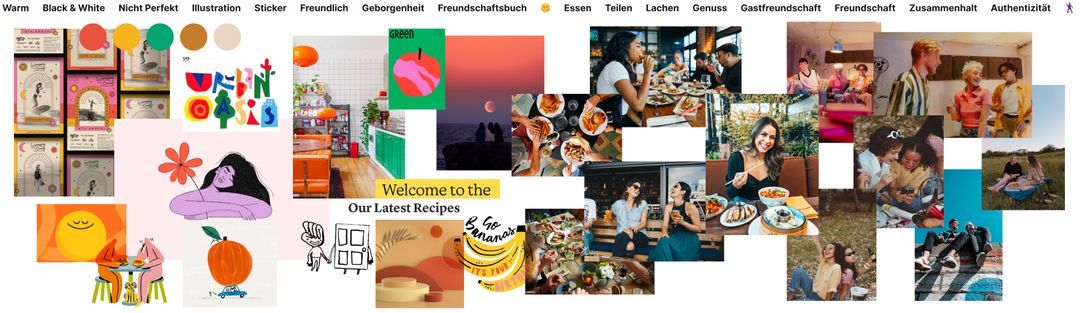 Warm Black & White Nicht Perfekt Illustration Sticker Freundlich Geborgenheit Freundschaftsbuch Essen Teilen Lachen Genuss Gastfreundschaft Freundschaft Zusammenhalt Authentizität
GREEN
URBAN
OASIS
Welcome to the
Our Latest Recipes
Go
Bananas
IT'S YOUR
BIRTH